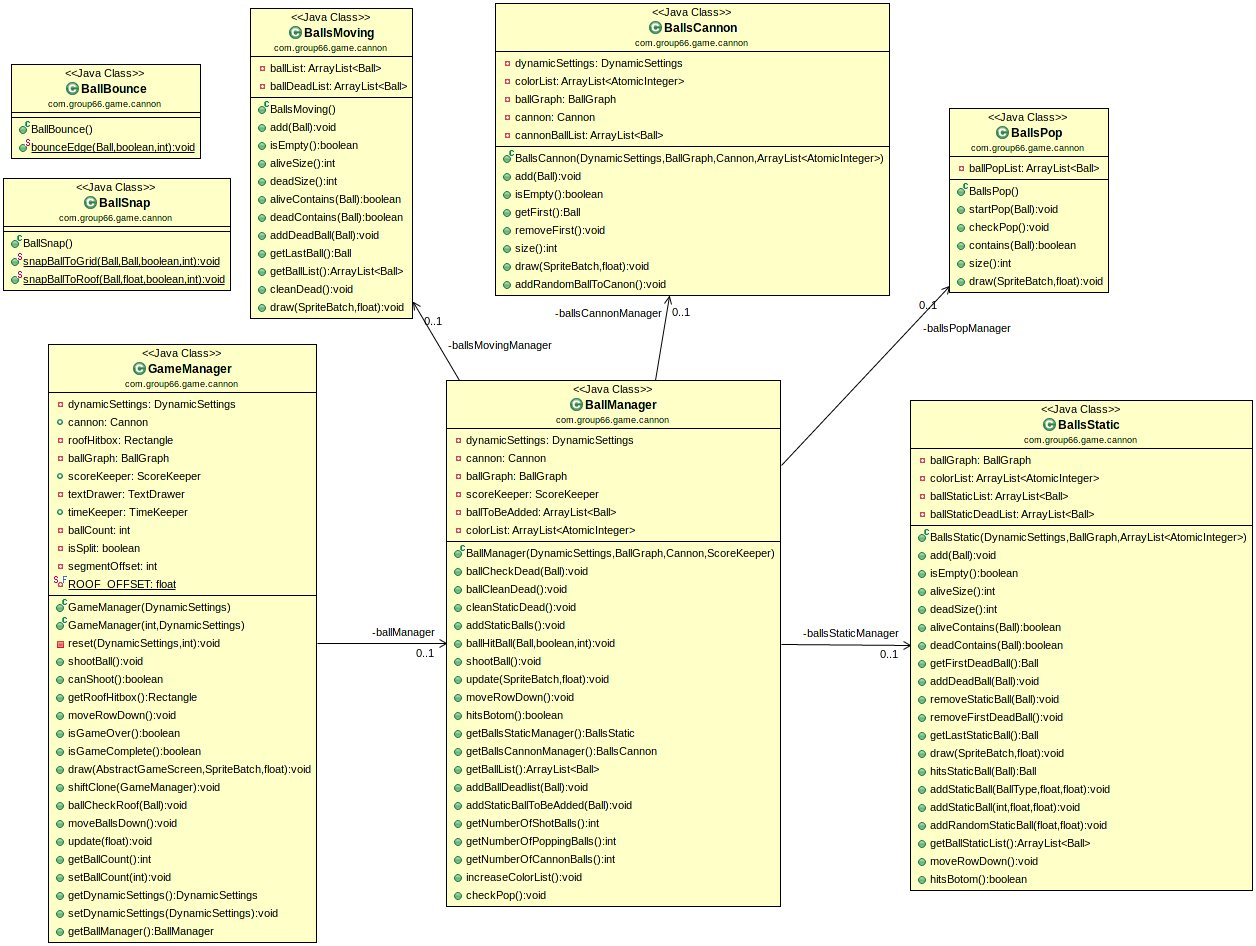 <<Java Class>>
BallBounce
com.group66.game.cannon
BallBounce()
bounceEdge(Ball,boolean,int):void
<<Java Class>>
BallSnap
com.group66.game.cannon
BallSnap()
snapBallToGrid(Ball,Ball,boolean,int):void
snapBallToRoof(Ball,float,boolean,int):void
<<Java Class>>
BallsMoving
com.group66.game.cannon
ballList: ArrayList<Ball>
ballDeadList: ArrayList<Ball>
BallsMoving()
add(Ball):void
isEmpty():boolean
aliveSize():int
deadSize():int
aliveContains(Ball):boolean
deadContains(Ball):boolean
addDeadBall(Ball):void
getLastBall():Ball
getBallList():ArrayList<Ball>
cleanDead():void
draw(SpriteBatch,float):void
<<Java Class>>
BallsCannon
com.group66.game.cannon
dynamicSettings: DynamicSettings
colorList: ArrayList<AtomicInteger>
ballGraph: BallGraph
cannon: Cannon
cannonBallList: ArrayList<Ball>
BallsCannon(DynamicSettings,BallGraph,Cannon,ArrayList<AtomicInteger>)
add(Ball):void
isEmpty():boolean
getFirst():Ball
removeFirst():void
size():int
draw(SpriteBatch,float):void
addRandomBallToCanon():void
<<Java Class>>
BallsPop
com.group66.game.cannon
ballPopList: ArrayList<Ball>
BallsPop()
startPop(Ball):void
checkPop():void
contains(Ball):boolean
size():int
draw(SpriteBatch,float):void
0..1
-ballsMovingManager
-ballsCannonManager
0..1
0..1
-ballsPopManager
<<Java Class>>
GameManager
com.group66.game.cannon
dynamicSettings: DynamicSettings
cannon: Cannon
roofHitbox: Rectangle
ballGraph: BallGraph
scoreKeeper: ScoreKeeper
textDrawer: TextDrawer
timeKeeper: TimeKeeper
ballCount: int
isSplit: boolean
segmentOffset: int
ROOF_OFFSET: float
GameManager(DynamicSettings)
GameManager(int,DynamicSettings)
reset(DynamicSettings,int):void
shootBall():void
canShoot():boolean
getRoofHitbox():Rectangle
moveRowDown():void
isGameOver():boolean
isGameComplete():boolean
draw(AbstractGameScreen,SpriteBatch,float):void
shiftClone(GameManager):void
ballCheckRoof(Ball):void
moveBallsDown():void
update(float):void
getBallCount():int
setBallCount(int):void
getDynamicSettings():DynamicSettings
setDynamicSettings(DynamicSettings):void
getBallManager():BallManager
-ballManager
0..1
<<Java Class>>
BallManager
com.group66.game.cannon
dynamicSettings: DynamicSettings
cannon: Cannon
ballGraph: BallGraph
scoreKeeper: ScoreKeeper
ballToBeAdded: ArrayList<Ball>
colorList: ArrayList<AtomicInteger>
BallManager(DynamicSettings,BallGraph,Cannon,ScoreKeeper)
ballCheckDead(Ball):void
ballCleanDead():void
cleanStaticDead():void
addStaticBalls():void
ballHitBall(Ball,boolean,int):void
shootBall():void
update(SpriteBatch,float):void
moveRowDown():void
hitsBotom():boolean
getBallsStaticManager():BallsStatic
getBallsCannonManager():BallsCannon
getBallList():ArrayList<Ball>
addBallDeadlist(Ball):void
addStaticBallToBeAdded(Ball):void
getNumberOfShotBalls():int
getNumberOfPoppingBalls():int
getNumberOfCannonBalls():int
increaseColorList():void
checkPop():void
-ballsStaticManager
0..1
<<Java Class>>
BallsStatic
com.group66.game.cannon
ballGraph: BallGraph
colorList: ArrayList<AtomicInteger>
ballStaticList: ArrayList<Ball>
ballStaticDeadList: ArrayList<Ball>
BallsStatic(DynamicSettings,BallGraph,ArrayList<AtomicInteger>)
add(Ball):void
isEmpty():boolean
aliveSize():int
deadSize():int
aliveContains(Ball):boolean
deadContains(Ball):boolean
getFirstDeadBall():Ball
addDeadBall(Ball):void
removeStaticBall(Ball):void
removeFirstDeadBall():void
getLastStaticBall():Ball
draw(SpriteBatch,float):void
hitsStaticBall(Ball):Ball
addStaticBall(BallType,float,float):void
addStaticBall(int,float,float):void
addRandomStaticBall(float,float):void
getBallStaticList():ArrayList<Ball>
moveRowDown():void
hitsBotom():boolean